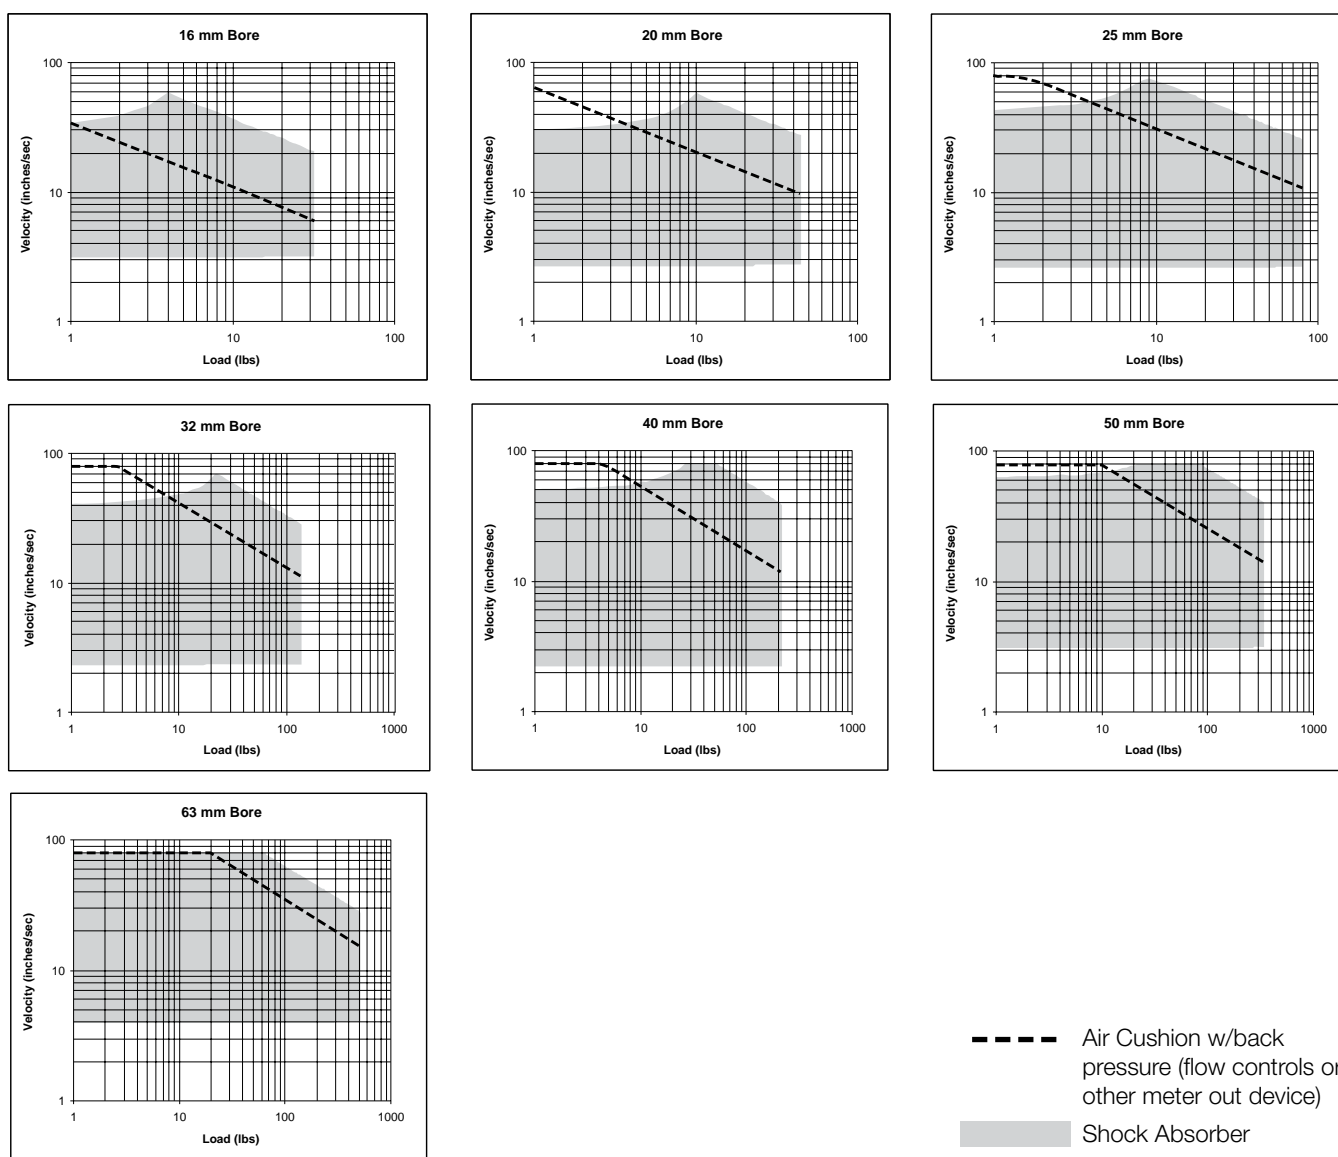 16 mm Bore
100
10
1
Velocity (inches/sec)
1 10 100
Load (lbs)
20 mm Bore
100
10
1
Velocity (inches/sec)
1 10 100
Load (lbs)
25 mm Bore
100
10
1
Velocity (inches/sec)
1 10 100
Load (lbs)
32 mm Bore
100
10
1
Velocity (inches/sec)
1 10 100 1000
Load (lbs)
40 mm Bore
100
10
1
Velocity (inches/sec)
1 10 100 1000
Load (lbs)
50 mm Bore
100
10
1
Velocity (inches/sec)
1 10 100 1000
Load (lbs)
63 mm Bore
100
10
1
Velocity (inches/sec)
1 10 100 1000
Load (lbs)
Air Cushion w/back
pressure (flow controls or
other meter out device)
Shock Absorber